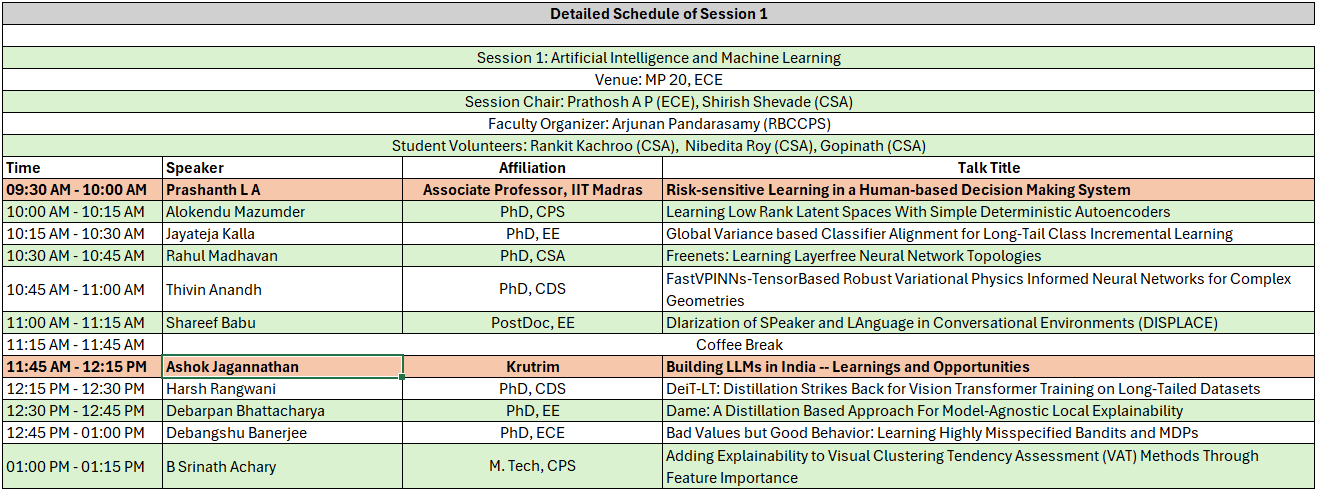 Detailed Schedule of Session 1
Session 1: Artificial Intelligence and Machine Learning
Venue: MP 20, ECE
Session Chair: Prathosh A P (ECE), Shirish Shevade (CSA)
Faculty Organizer: Arjunan Pandarasamy (RBCCPS)
Student Volunteers: Rankit Kachroo (CSA), Nibedita Roy (CSA), Gopinath (CSA)
Time Speaker Affiliation Talk Title
09:30 AM - 10:00 AM Prashanth L A Associate Professor, IIT Madras Risk-sensitive Learning in a Human-based Decision Making System
10:00 AM - 10:15 AM Alokendu Mazumder PhD, CPS Learning Low Rank Latent Spaces With Simple Deterministic Autoencoders
10:15 AM - 10:30 AM Jayateja Kalla PhD, EE Global Variance based Classifier Alignment for Long-Tail Class Incremental Learning
10:30 AM - 10:45 AM Rahul Madhavan PhD, CSA Freenets: Learning Layerfree Neural Network Topologies
10:45 AM - 11:00 AM Thivin Anandh PhD, CDS FastVPINNs-TensorBased Robust Variational Physics Informed Neural Networks for Complex
Geometries
11:00 AM - 11:15 AM Shareef Babu PostDoc, EE DIarization of SPeaker and LAnguage in Conversational Environments (DISPLACE)
11:15 AM - 11:45 AM Coffee Break
11:45 AM - 12:15 PM Ashok Jagannathan Krutrim Building LLMs in India -- Learnings and Opportunities
12:15 PM - 12:30 PM Harsh Rangwani PhD, CDS DeiT-LT: Distillation Strikes Back for Vision Transformer Training on Long-Tailed Datasets
12:30 PM - 12:45 PM Debarpan Bhattacharya PhD, EE Dame: A Distillation Based Approach For Model-Agnostic Local Explainability
12:45 PM - 01:00 PM Debangshu Banerjee PhD, ECE Bad Values but Good Behavior: Learning Highly Misspecified Bandits and MDPs
01:00 PM - 01:15 PM B Srinath Achary M. Tech, CPS Adding Explainability to Visual Clustering Tendency Assessment (VAT) Methods Through
Feature Importance